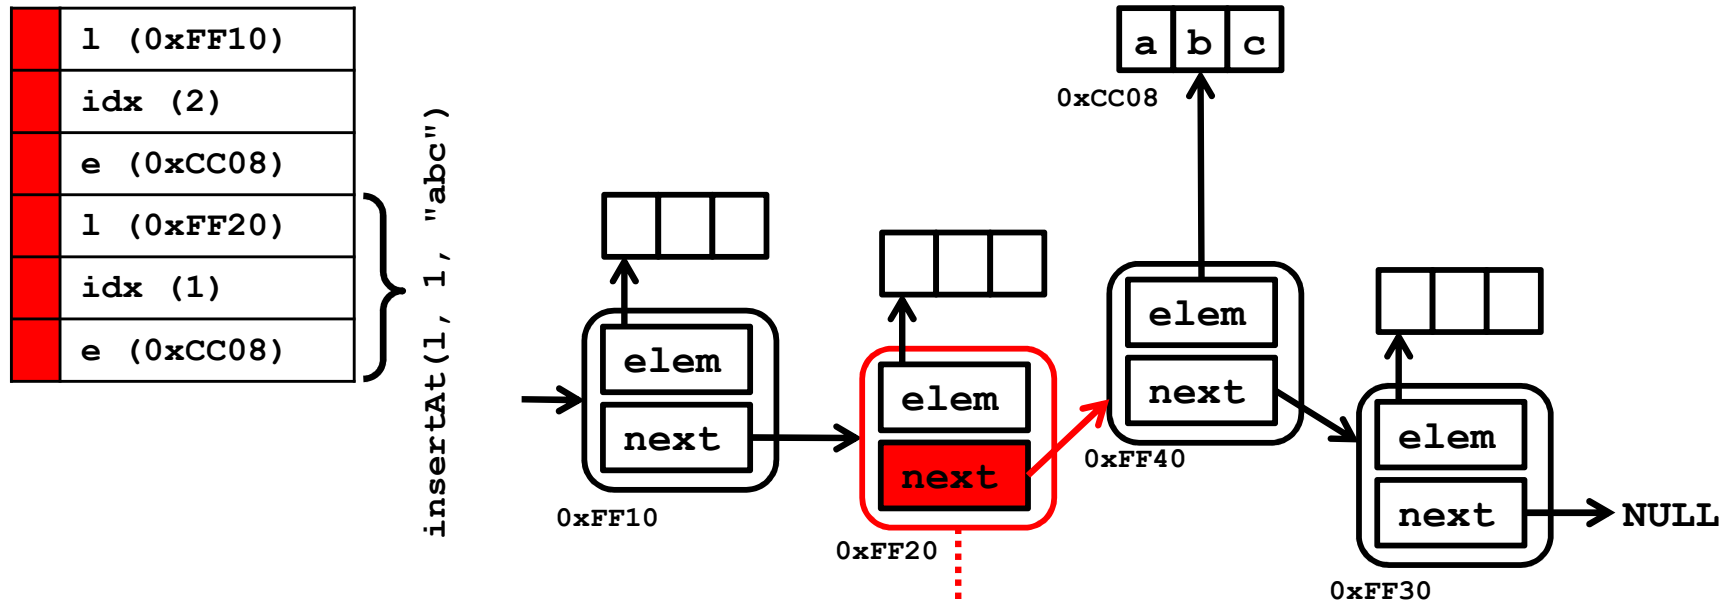 l (0xFF10)
idx (2)
e (0xCC08)
l (0xFF20)
idx (1)
e (0xCC08)
insertAt(l, 1, "abc")
a b c
0xCC08
elem
next
0xFF10
elem
next
0xFF20
elem
next
0xFF40
elem
next
0xFF30
NULL